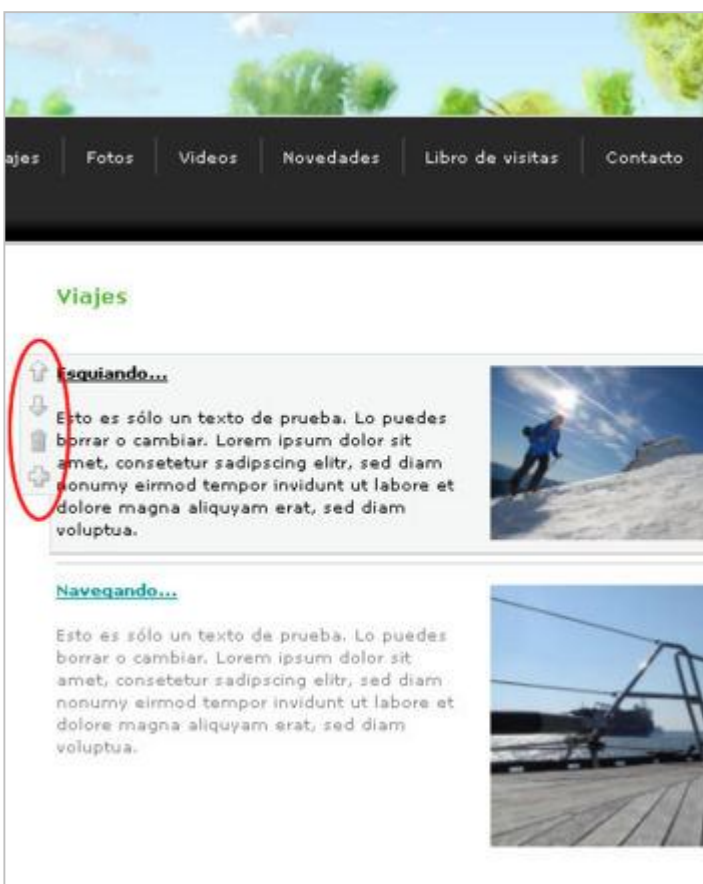 ajes Fotos Videos Novedades Libro de visitas Contacto
Viajes
Esquiando...
Esto es sólo un texto de prueba. Lo puedes
borrar o cambiar. Lorem ipsum dolor sit
amet, consetetur sadipscing elitr, sed diam
nonumy eirmod tempor invidunt ut labore et
dolore magna aliquyam erat, sed diam
voluptua.
Navegando...
Esto es sólo un texto de prueba. Lo puedes
borrar o cambiar. Lorem ipsum dolor sit
amet, consetetur sadipscing elitr, sed diam
nonumy eirmod tempor invidunt ut labore et
dolore magna aliquyam erat, sed diam
voluptua.